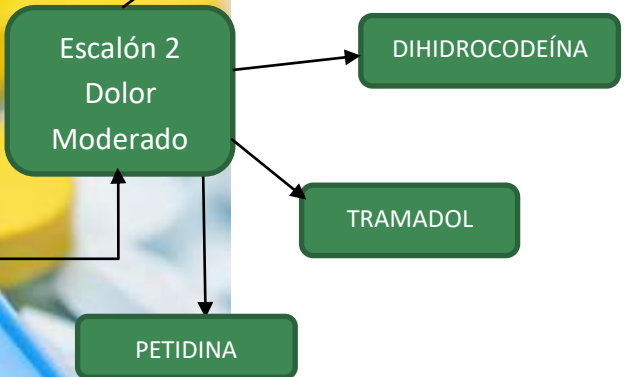 Escalón 2
Dolor
Moderado
DIHIDROCODEÍNA
TRAMADOL
PETIDINA